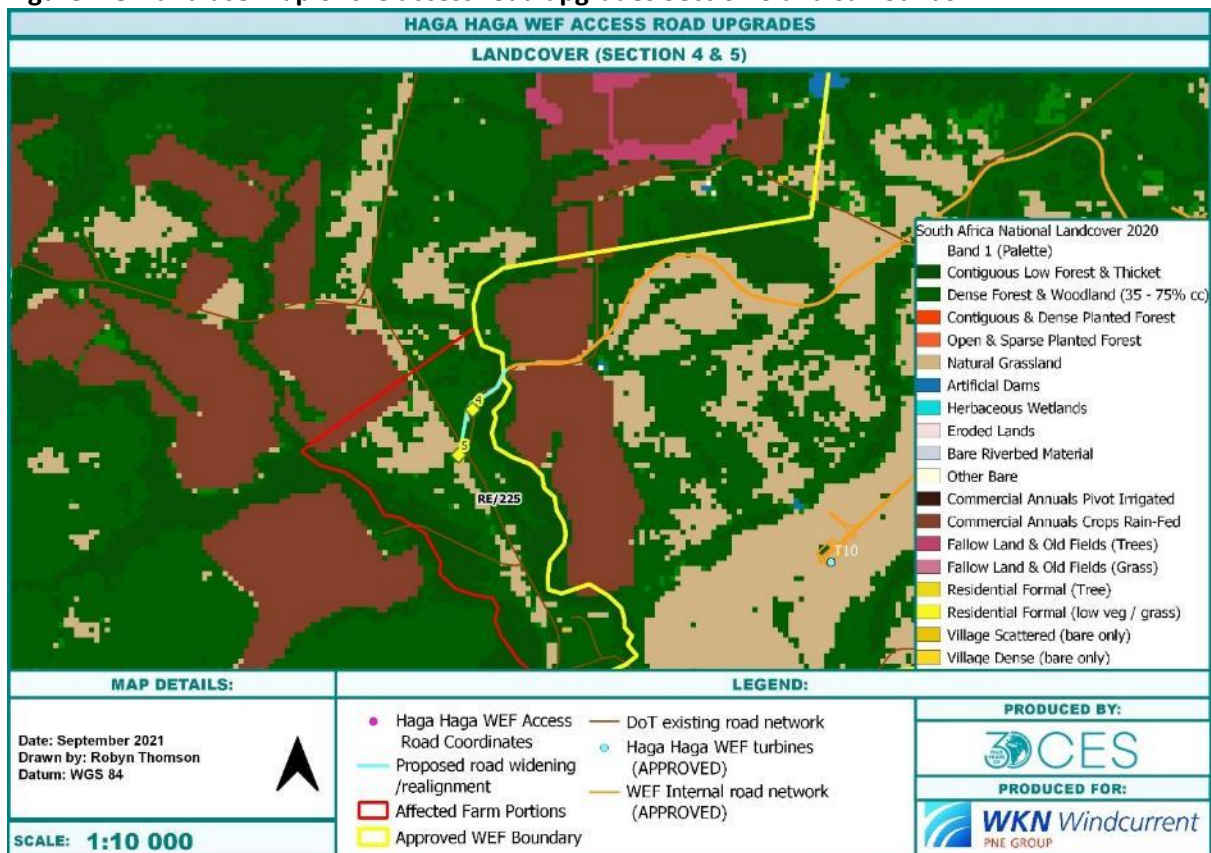 HAGA HAGA WEF ACCESS ROAD UPGRADES
LANDCOVER (SECTION 4 & 5)
4
5
RE/225
T10
South Africa National Landcover 2020
Band 1 (Palette)
Contiguous Low Forest & Thicket
Dense Forest & Woodland (35 - 75% cc)
Contiguous & Dense Planted Forest
Open & Sparse Planted Forest
Natural Grassland
Artificial Dams
Herbaceous Wetlands
Eroded Lands
Bare Riverbed Material
Other Bare
Commercial Annuals Pivot Irrigated
Commercial Annuals Crops Rain-Fed
Fallow Land & Old Fields (Trees)
Fallow Land & Old Fields (Grass)
Residential Formal (Tree)
Residential Formal (low veg / grass)
Village Scattered (bare only)
Village Dense (bare only)
MAP DETAILS:
Date: September 2021
Drawn by: Robyn Thomson
Datum: WGS 84
SCALE: 1:10 000
LEGEND:
Haga Haga WEF Access
Road Coordinates
Proposed road widening
/realignment
Affected Farm Portions
Approved WEF Boundary
DoT existing road network
Haga Haga WEF turbines
(APPROVED)
WEF Internal road network
(APPROVED)
PRODUCED BY:
30 CES
PRODUCED FOR:
WKN Windcurrent
PNE GROUP